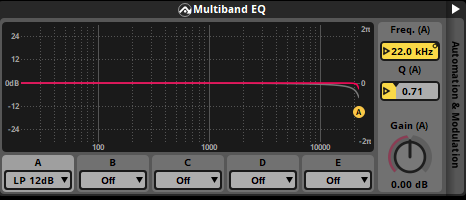 Multiband EQ
24
12
0dB
-12
-24
2π
0
-2π
100
1000
10000
A
Freq. (A)
22.0 kHz
Q (A)
0.71
Gain (A)
0.00 dB
Automation & Modulation
A B C D E
LP 12dB Off Off Off Off